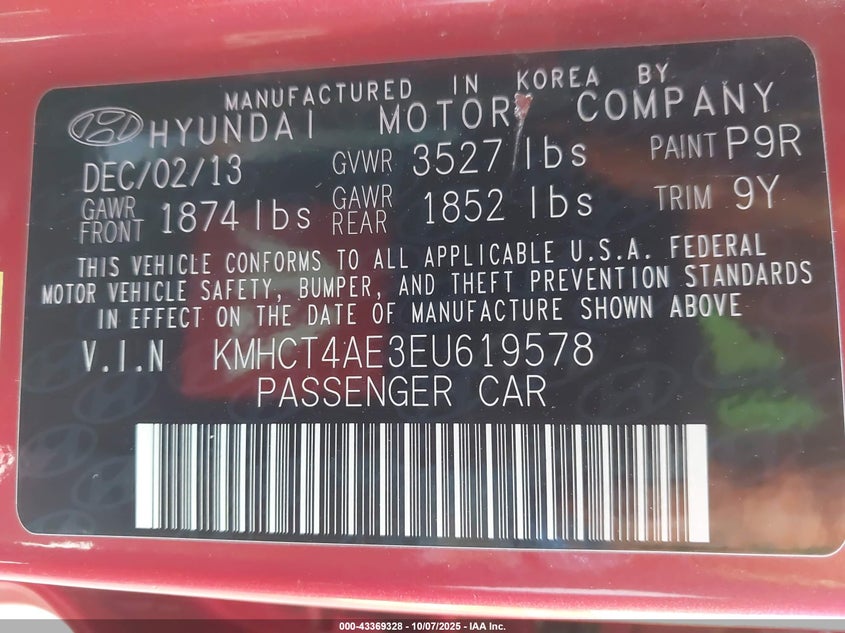 MANUFACTURED IN KOREA BY
HYUNDAI MOTOR COMPANY
DEC/02/13 GVWR 3527 lbs PAINT P9R
GAWR FRONT 1874 lbs GAWR REAR 1852 lbs TRIM 9Y
THIS VEHICLE CONFORMS TO ALL APPLICABLE U.S.A. FEDERAL
MOTOR VEHICLE SAFETY, BUMPER, AND THEFT PREVENTION STANDARDS
IN EFFECT ON THE DATE OF MANUFACTURE SHOWN ABOVE
V.I.N KMHCT4AE3EU619578
PASSENGER CAR
000-43369328 - 10/07/2025 - IAA Inc.